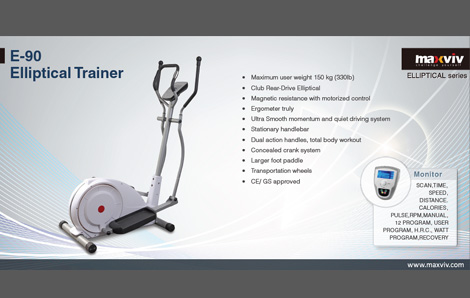 E-90
Elliptical Trainer
maxviv
challenge yourself
ELLIPTICAL series
• Maximum user weight 150 kg (330lb)
• Club Rear-Drive Elliptical
• Magnetic resistance with motorized control
• Ergometer truly
• Ultra Smooth momentum and quiet driving system
• Stationary handlebar
• Dual action handles, total body workout
• Concealed crank system
• Larger foot paddle
• Transportation wheels
• CE/ GS approved
Monitor
SCAN,TIME,
SPEED,
DISTANCE,
CALORIES,
PULSE,RPM,MANUAL,
12 PROGRAM, USER
PROGRAM, H.R.C., WATT
PROGRAM,RECOVERY
www.maxviv.com